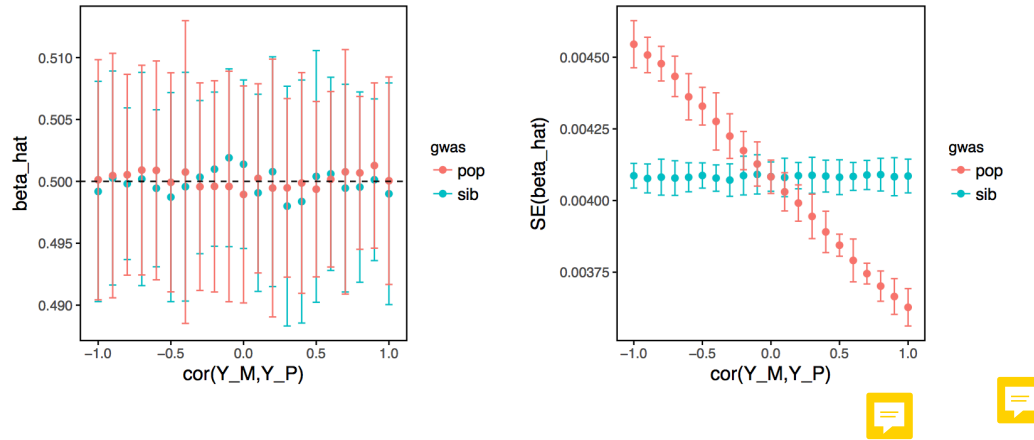 beta_hat
0.510
0.505
0.500
0.495
0.490
−1.0 −0.5 0.0 0.5 1.0
cor(Y_M,Y_P)
gwas
pop
sib
SE(beta_hat)
0.00450
0.00425
0.00400
0.00375
−1.0 −0.5 0.0 0.5 1.0
cor(Y_M,Y_P)
gwas
pop
sib